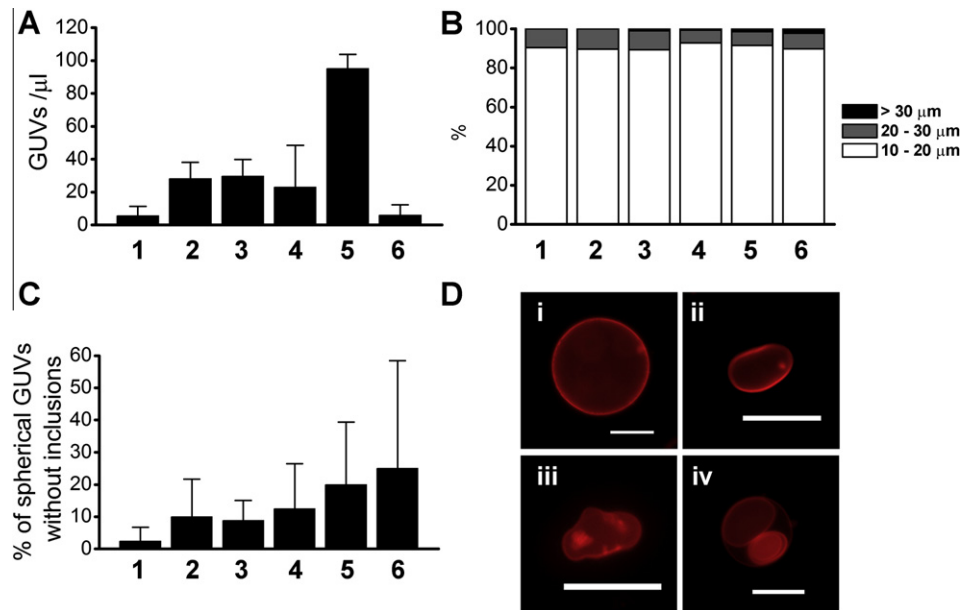 A
GUVs /μl
120
100
80
60
40
20
0
1 2 3 4 5 6
B
%
100
80
60
40
20
0
1 2 3 4 5 6
> 30 μm
20 - 30 μm
10 - 20 μm
C
% of spherical GUVs
without inclusions
60
50
40
30
20
10
0
1 2 3 4 5 6
D
i
ii
iii
iv